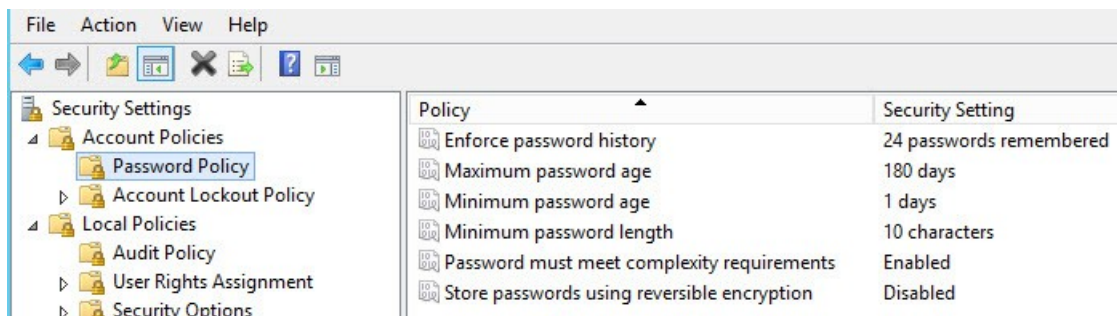 File Action View Help
Security Settings
Account Policies
Password Policy
Account Lockout Policy
Local Policies
Audit Policy
User Rights Assignment
Security Options
Policy Security Setting
Enforce password history 24 passwords remembered
Maximum password age 180 days
Minimum password age 1 days
Minimum password length 10 characters
Password must meet complexity requirements Enabled
Store passwords using reversible encryption Disabled